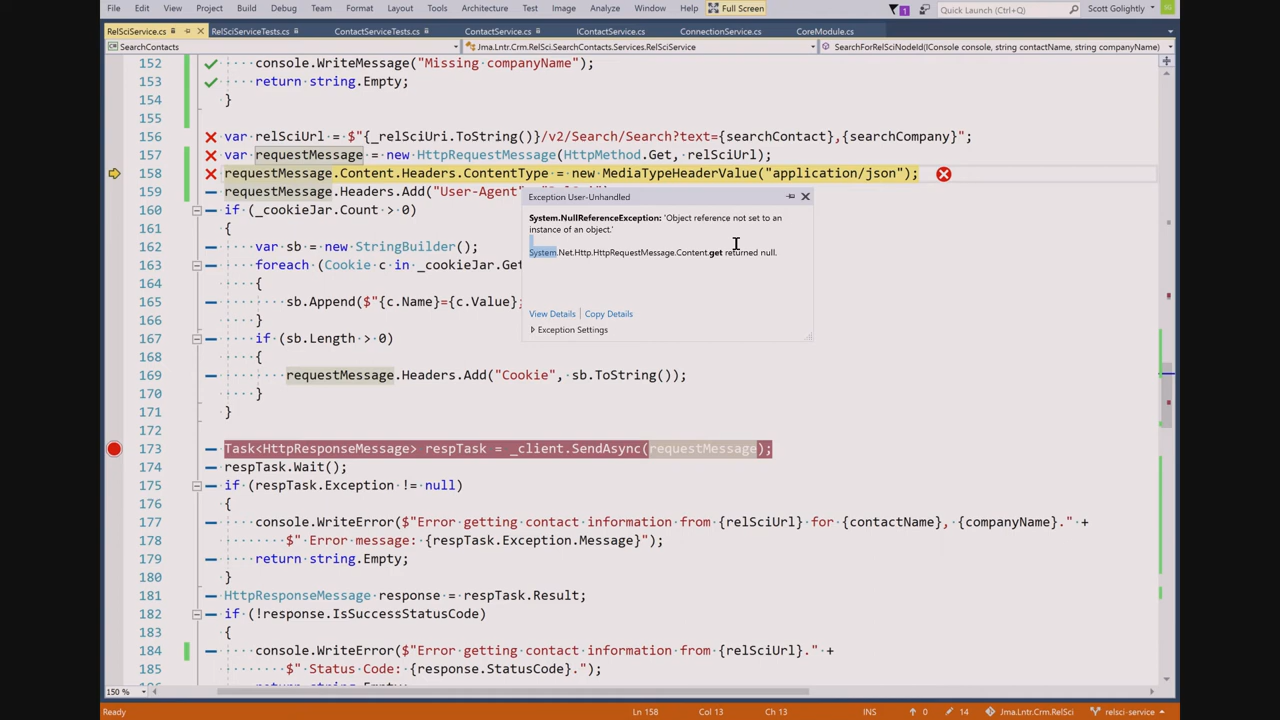 File Edit View Project Build Debug Team Format Layout Tools Architecture Test Image Analyze Window Help Full Screen 1 Quick Launch (Ctrl+Q) Scott Golightly
RelSciService.cs RelSciServiceTests.cs ContactServiceTests.cs ContactService.cs IContactService.cs ConnectionService.cs CoreModule.cs
SearchContacts Jma.Lntr.Crm.RelSci.SearchContacts.Services.RelSciService SearchForRelSciNodeId(IConsole console, string contactName, string companyName)
152 console.WriteMessage("Missing companyName");
153 return string.Empty;
154 }
155
156 var relSciUrl = $"{_relSciUri.ToString()}/v2/Search/Search?text={searchContact},{searchCompany}";
157 var requestMessage = new HttpRequestMessage(HttpMethod.Get, relSciUrl);
158 requestMessage.Content.Headers.ContentType = new MediaTypeHeaderValue("application/json");
159 requestMessage.Headers.Add("User-Agent"
160 if (_cookieJar.Count > 0)
161 {
162 var sb = new StringBuilder();
163 foreach (Cookie c in _cookieJar.Get
164 {
165 sb.Append($"{c.Name}={c.Value};
166 }
167 if (sb.Length > 0)
168 {
169 requestMessage.Headers.Add("Cookie", sb.ToString());
170 }
171 }
172
173 Task<HttpResponseMessage> respTask = _client.SendAsync(requestMessage);
174 respTask.Wait();
175 if (respTask.Exception != null)
176 {
177 console.WriteError($"Error getting contact information from {relSciUrl} for {contactName}, {companyName}." +
178 $" Error message: {respTask.Exception.Message}");
179 return string.Empty;
180 }
181 HttpResponseMessage response = respTask.Result;
182 if (!response.IsSuccessStatusCode)
183 {
184 console.WriteError($"Error getting contact information from {relSciUrl}." +
185 $" Status Code: {response.StatusCode}.");
Exception User-Unhandled
System.NullReferenceException: 'Object reference not set to an
instance of an object.'
System.Net.Http.HttpRequestMessage.Content.get returned null.
View Details Copy Details
Exception Settings
150 %
Ready Ln 158 Col 13 Ch 13 INS 0 14 Jma.Lntr.Crm.RelSci relsci-service